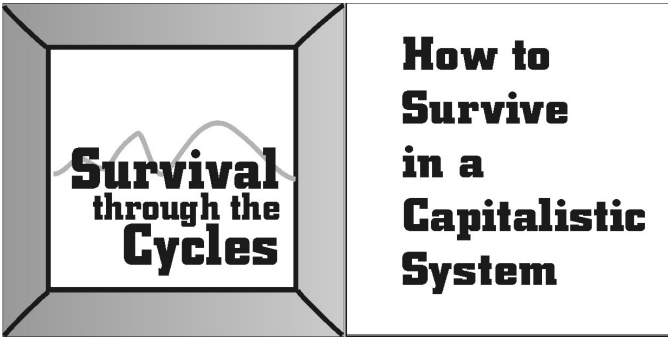 Survival
through the
Cycles
How to
Survive
in a
Capitalistic
System